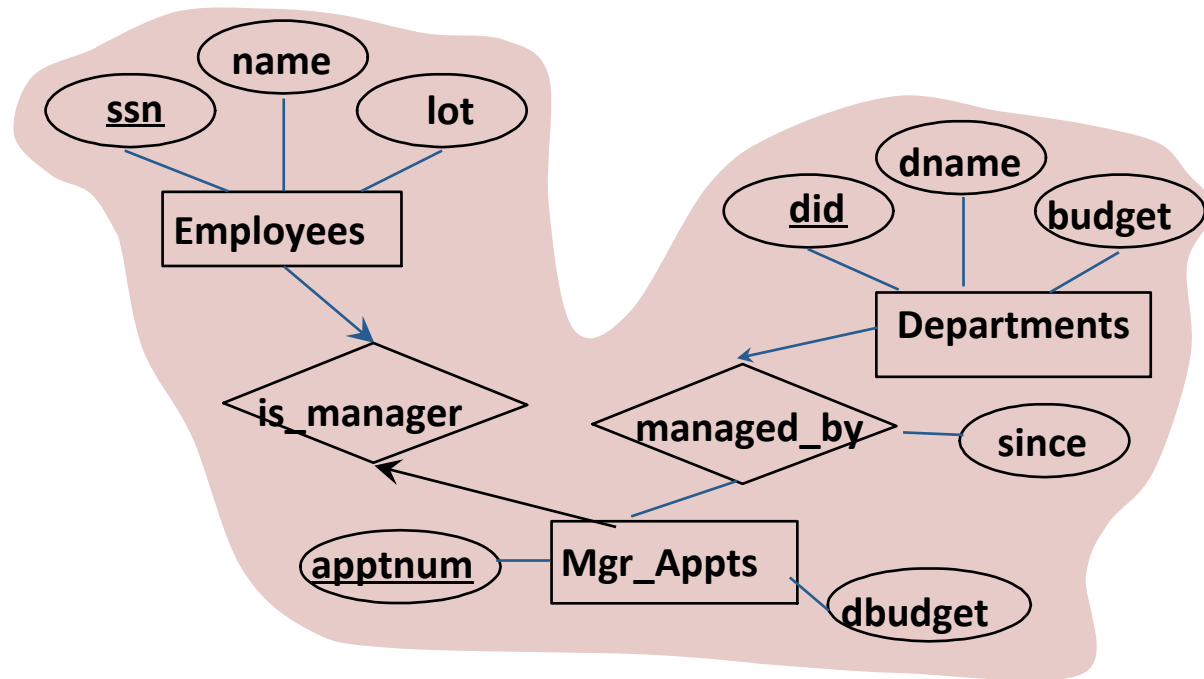 name
ssn
lot
Employees
dname
did
budget
Departments
is_manager
managed_by
since
apptnum
Mgr_Appts
dbudget